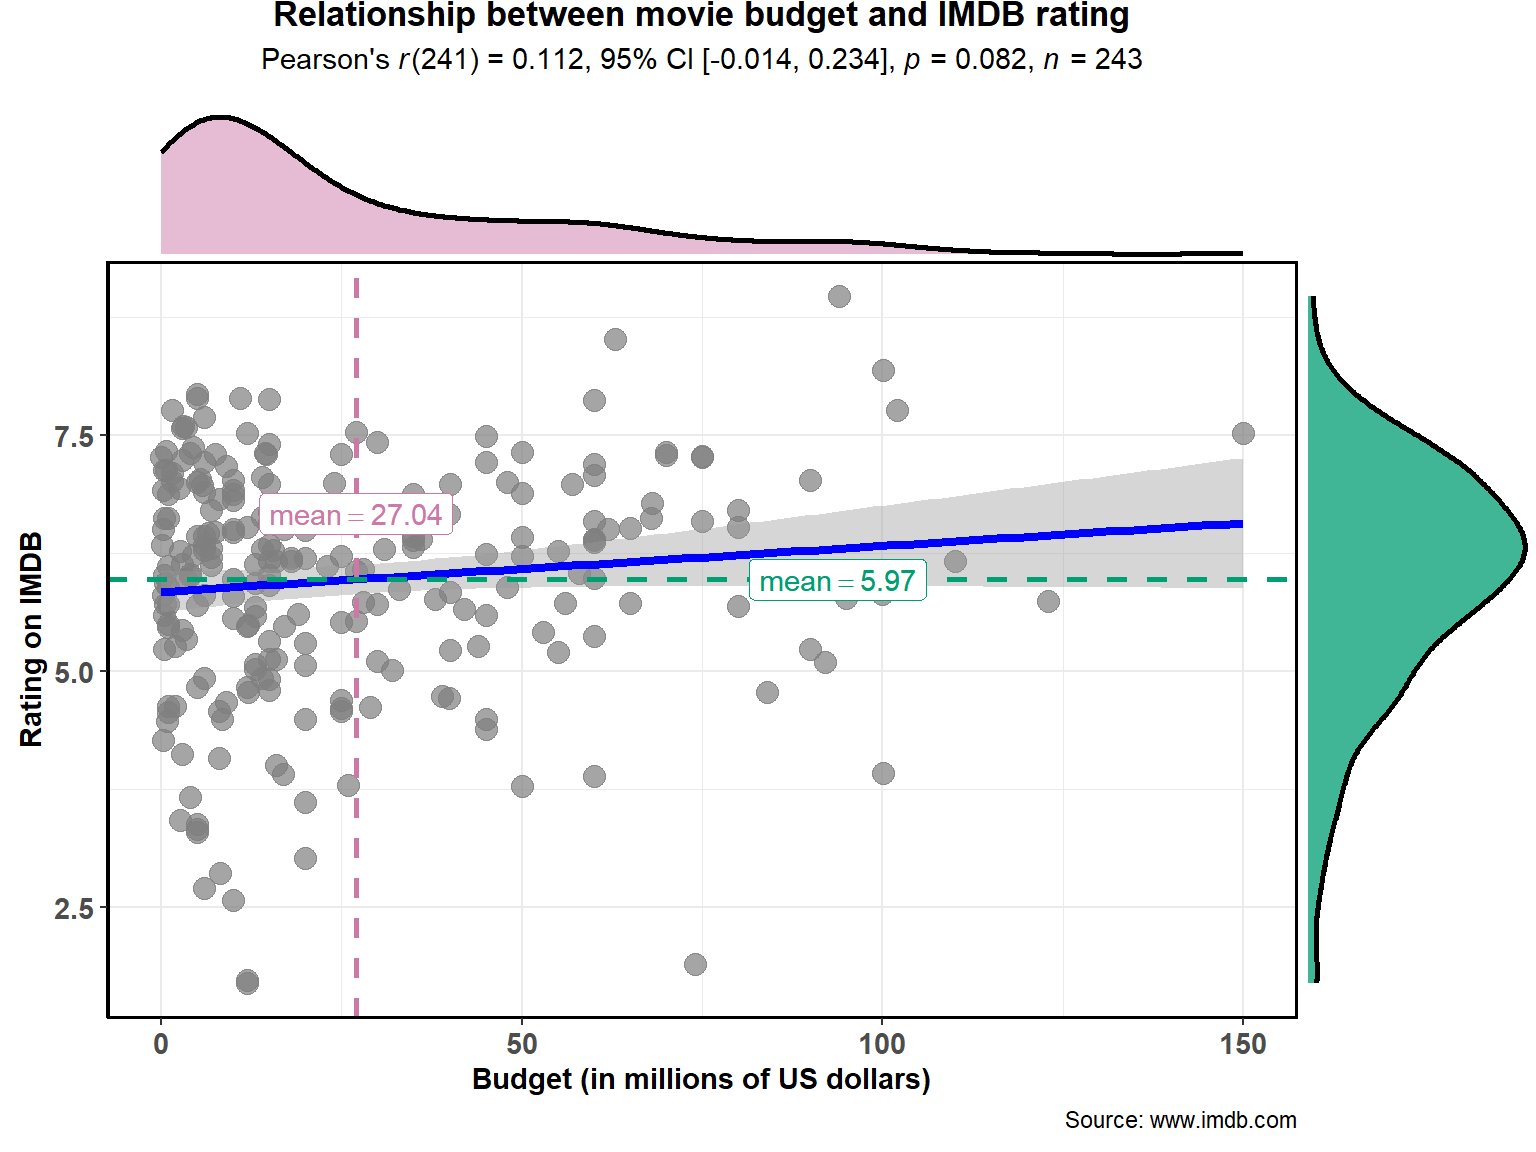 Relationship between movie budget and IMDB rating
Pearson's r(241) = 0.112, 95% CI [-0.014, 0.234], p = 0.082, n = 243
7.5
5.0
2.5
Rating on IMDB
mean = 27.04
mean = 5.97
0 50 100 150
Budget (in millions of US dollars)
Source: www.imdb.com